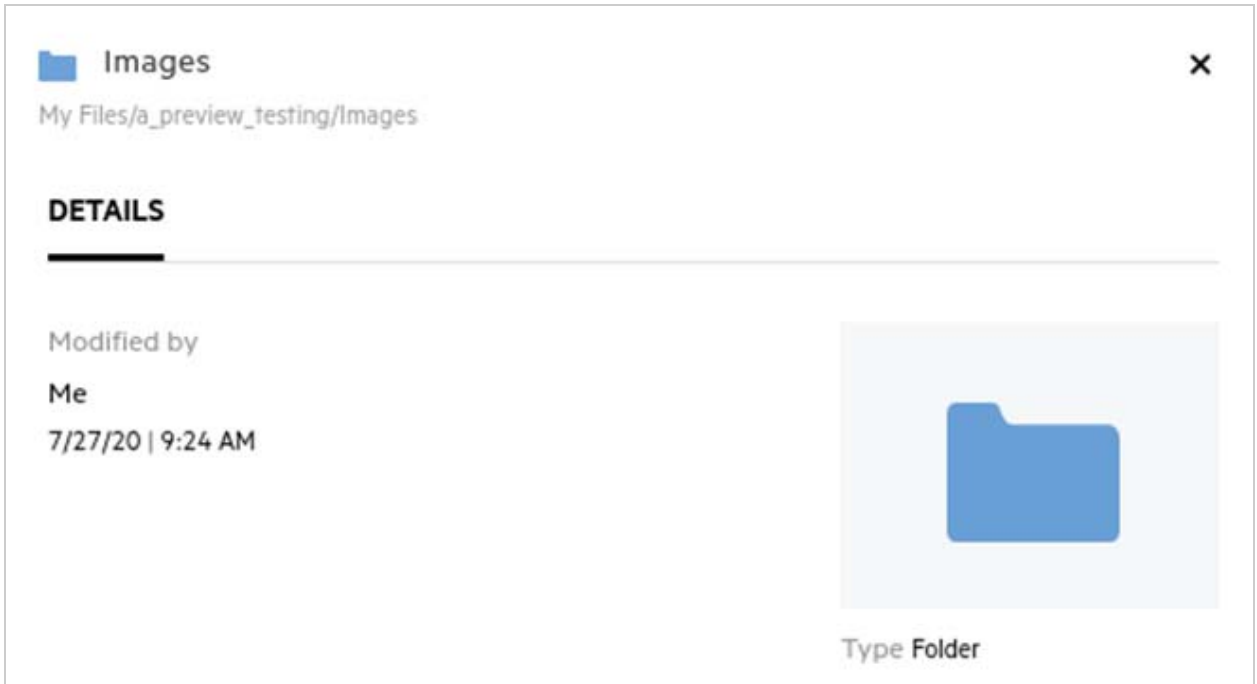 Images
My Files/a_preview_testing/Images
DETAILS
Modified by
Me
7/27/20 | 9:24 AM
Type Folder